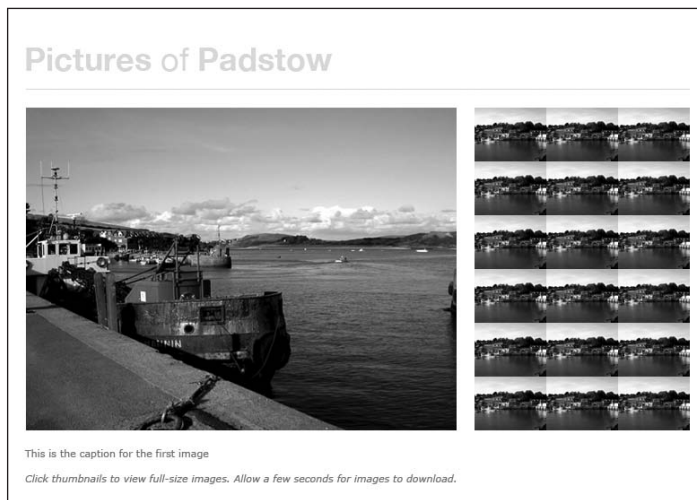 Pictures of Padstow
This is the caption for the first image
Click thumbnails to view full-size images. Allow a few seconds for images to download.